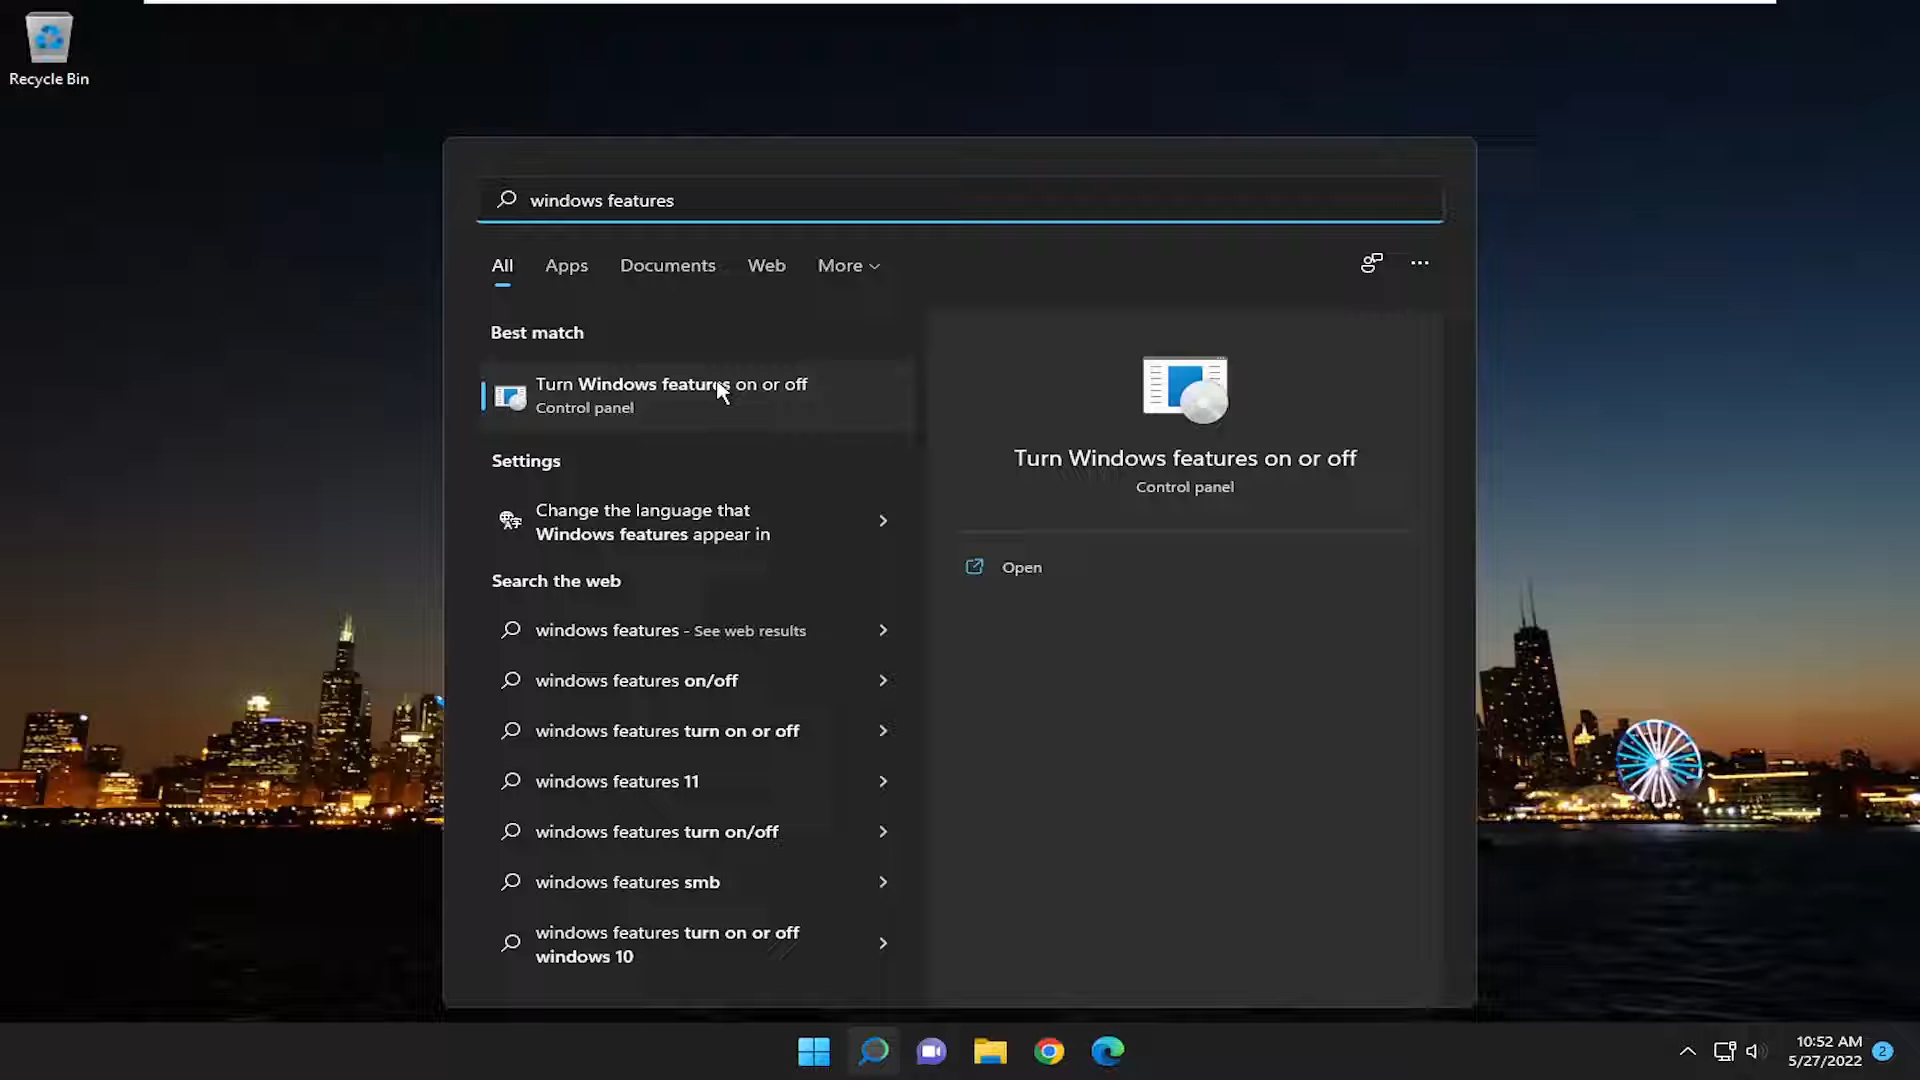 Recycle Bin
windows features
All Apps Documents Web More
Best match
Turn Windows features on or off
Control panel
Settings
Change the language that
Windows features appear in
Search the web
windows features - See web results
windows features on/off
windows features turn on or off
windows features 11
windows features turn on/off
windows features smb
windows features turn on or off
windows 10
Turn Windows features on or off
Control panel
Open
10:52 AM
5/27/2022
2